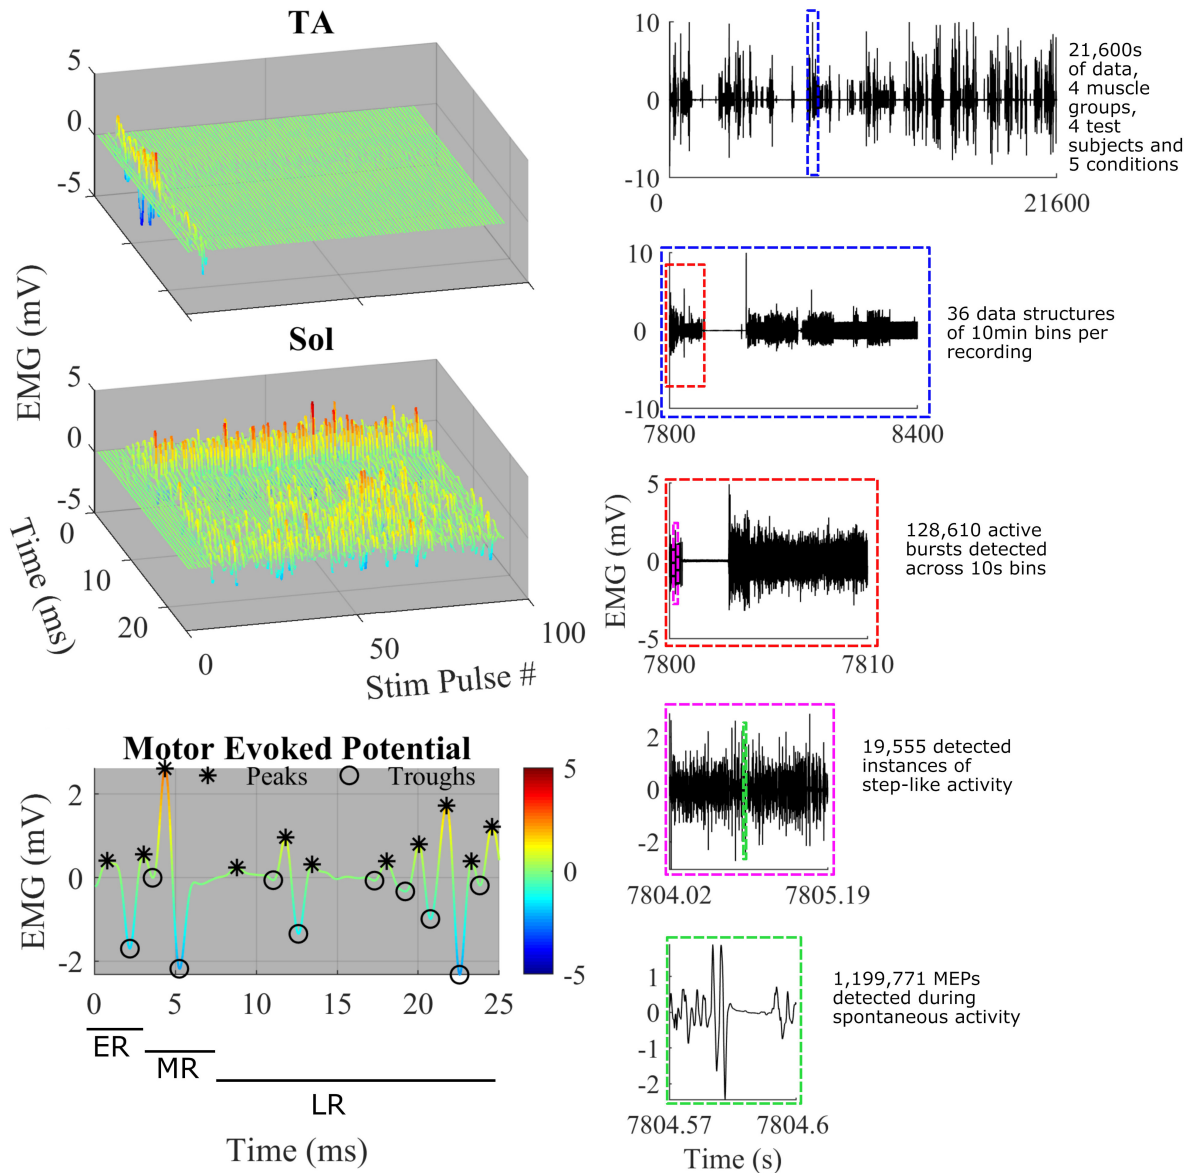 TA
5
0
-5
EMG (mV)
Sol
5
0
-5
0
10
20
Time (ms)
0
50
100
Stim Pulse #
Motor Evoked Potential
Peaks
Troughs
2
0
-2
EMG (mV)
0
5
10
15
20
25
5
0
-5
ER
MR
LR
Time (ms)
10
0
-10
0
21600
21,600s
of data,
4 muscle
groups,
4 test
subjects and
5 conditions
10
0
-10
7800
8400
36 data structures
of 10min bins per
recording
EMG (mV)
5
0
-5
7800
7810
128,610 active
bursts detected
across 10s bins
2
0
-2
7804.02
7805.19
19,555 detected
instances of
step-like activity
1
0
-1
-2
7804.57
7804.6
1,199,771 MEPs
detected during
spontaneous activity
Time (s)